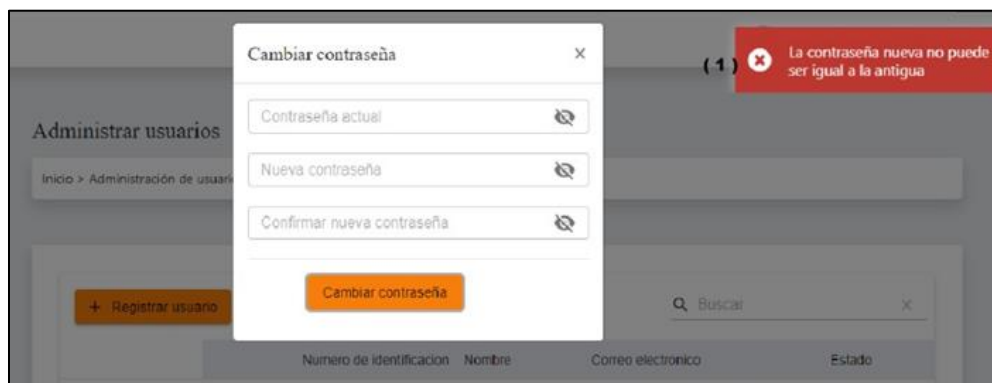 Cambiar contraseña ×
( 1 ) La contraseña nueva no puede
ser igual a la antigua
Contraseña actual
Administrar usuarios
Nueva contraseña
Inicio > Administración de usuari
Confirmar nueva contraseña
Cambiar contraseña
+ Registrar usuario
Buscar ×
Numero de identificacion Nombre Correo electronico Estado